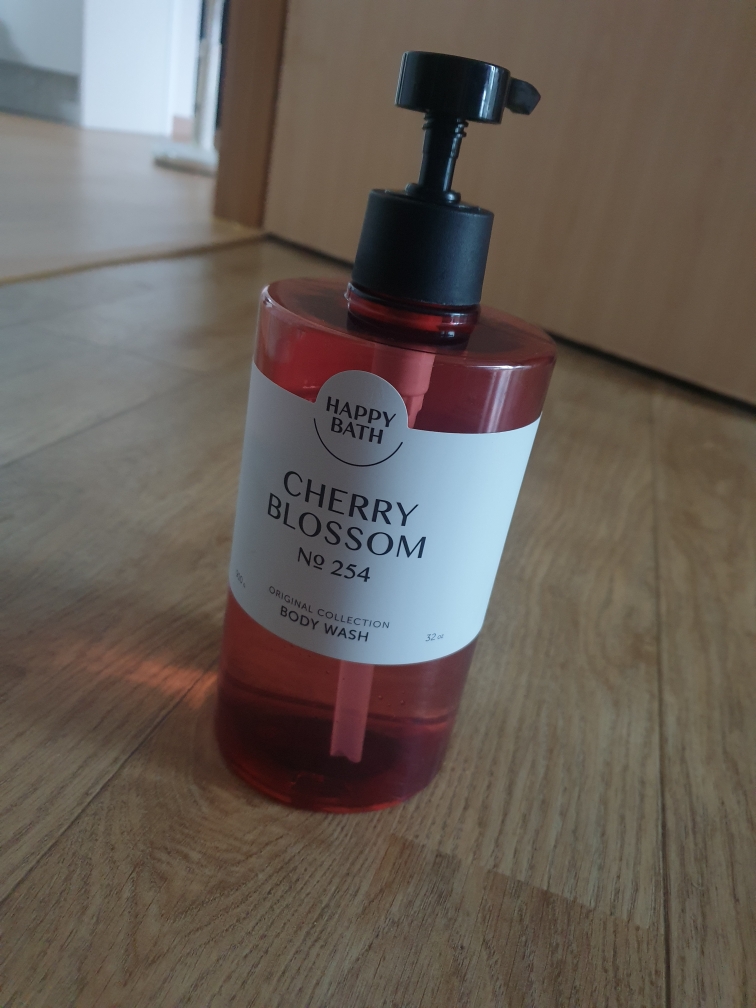 HAPPY
BATH
CHERRY
BLOSSOM
№ 254
ORIGINAL COLLECTION
BODY WASH
32 oz